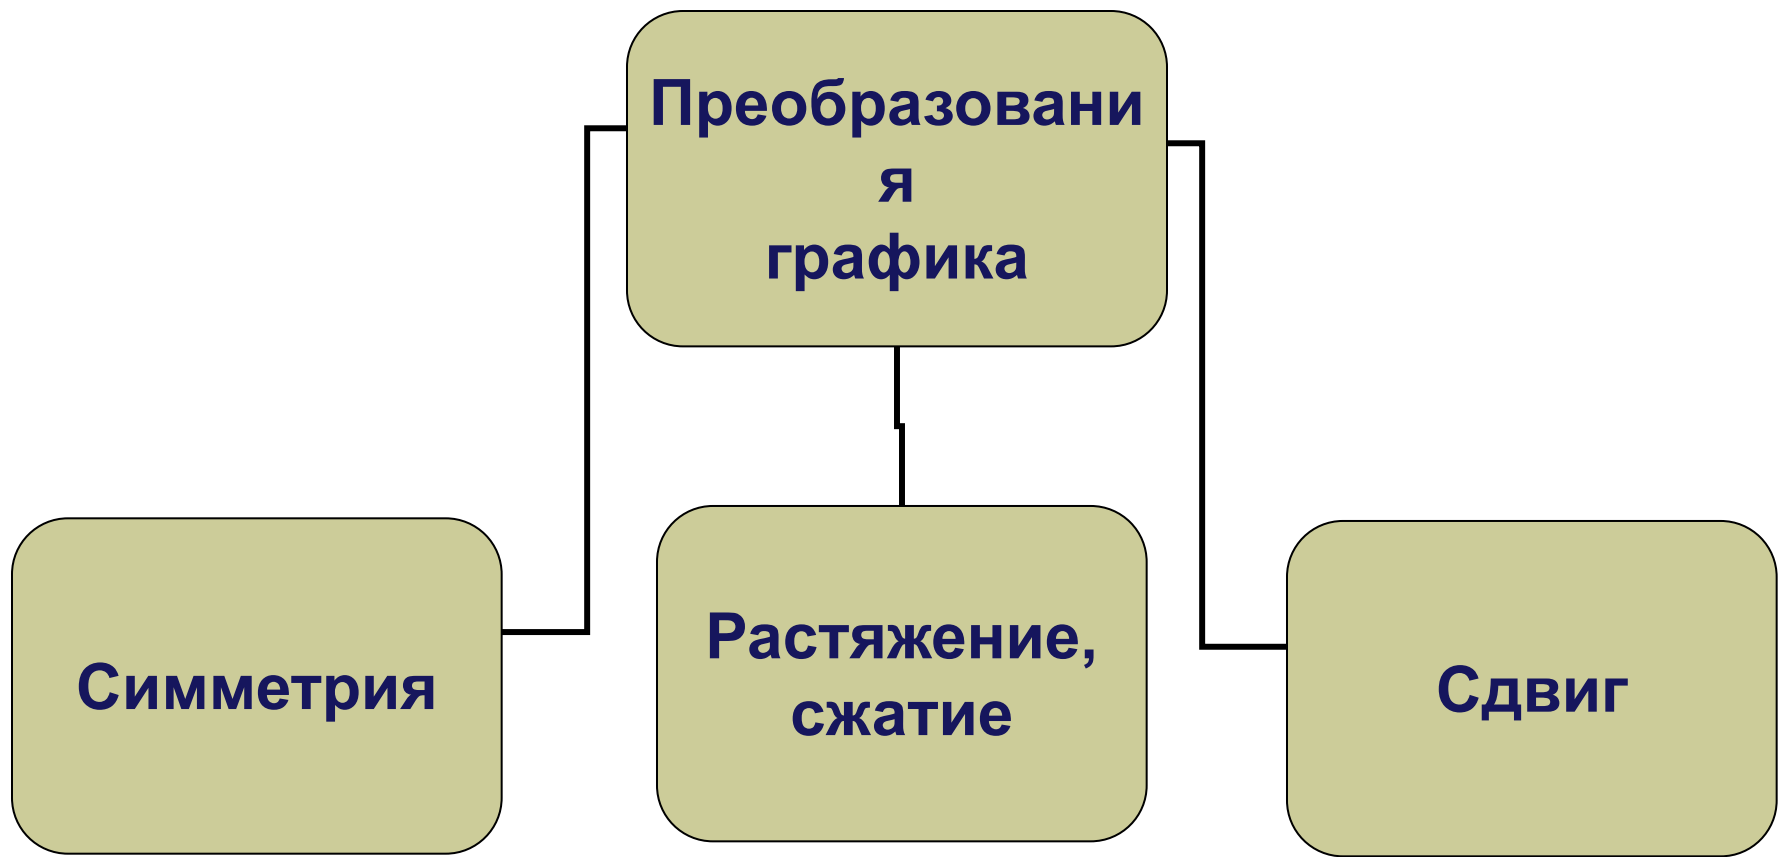 Преобразовани
я
графика
Симметрия
Растяжение,
сжатие
Сдвиг